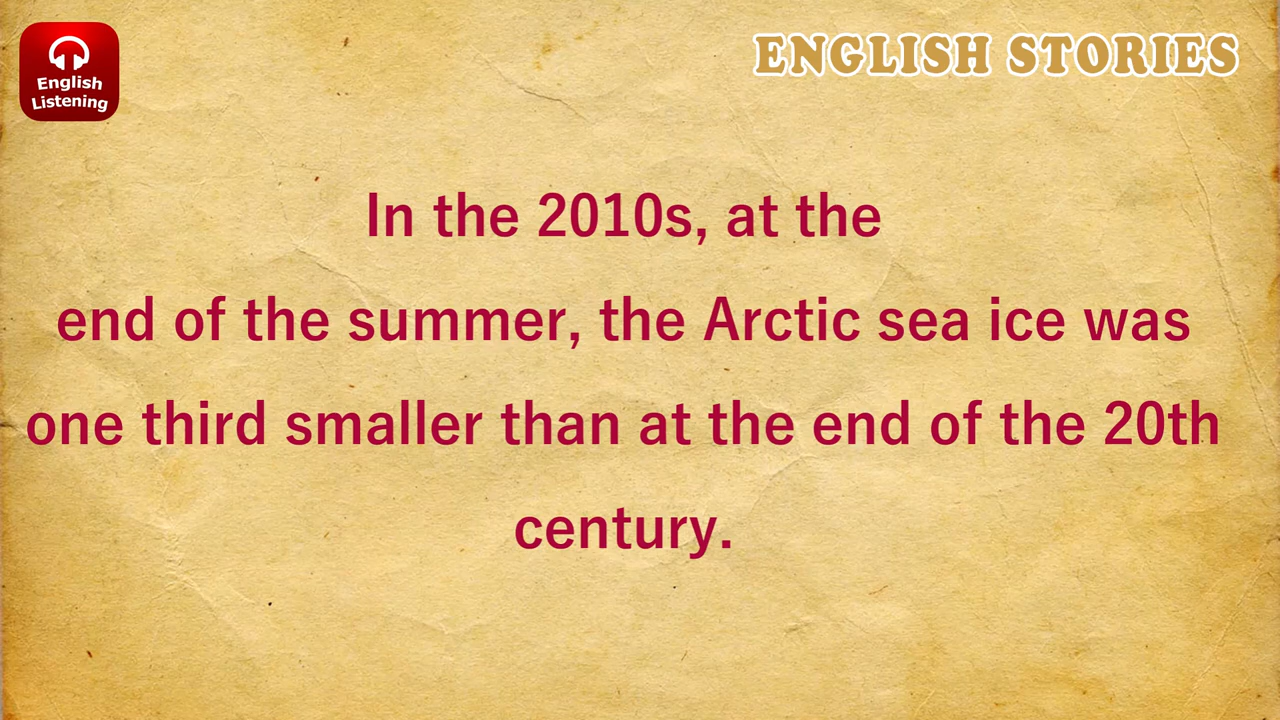 English
Listening
ENGLISH STORIES
In the 2010s, at the
end of the summer, the Arctic sea ice was
one third smaller than at the end of the 20th
century.